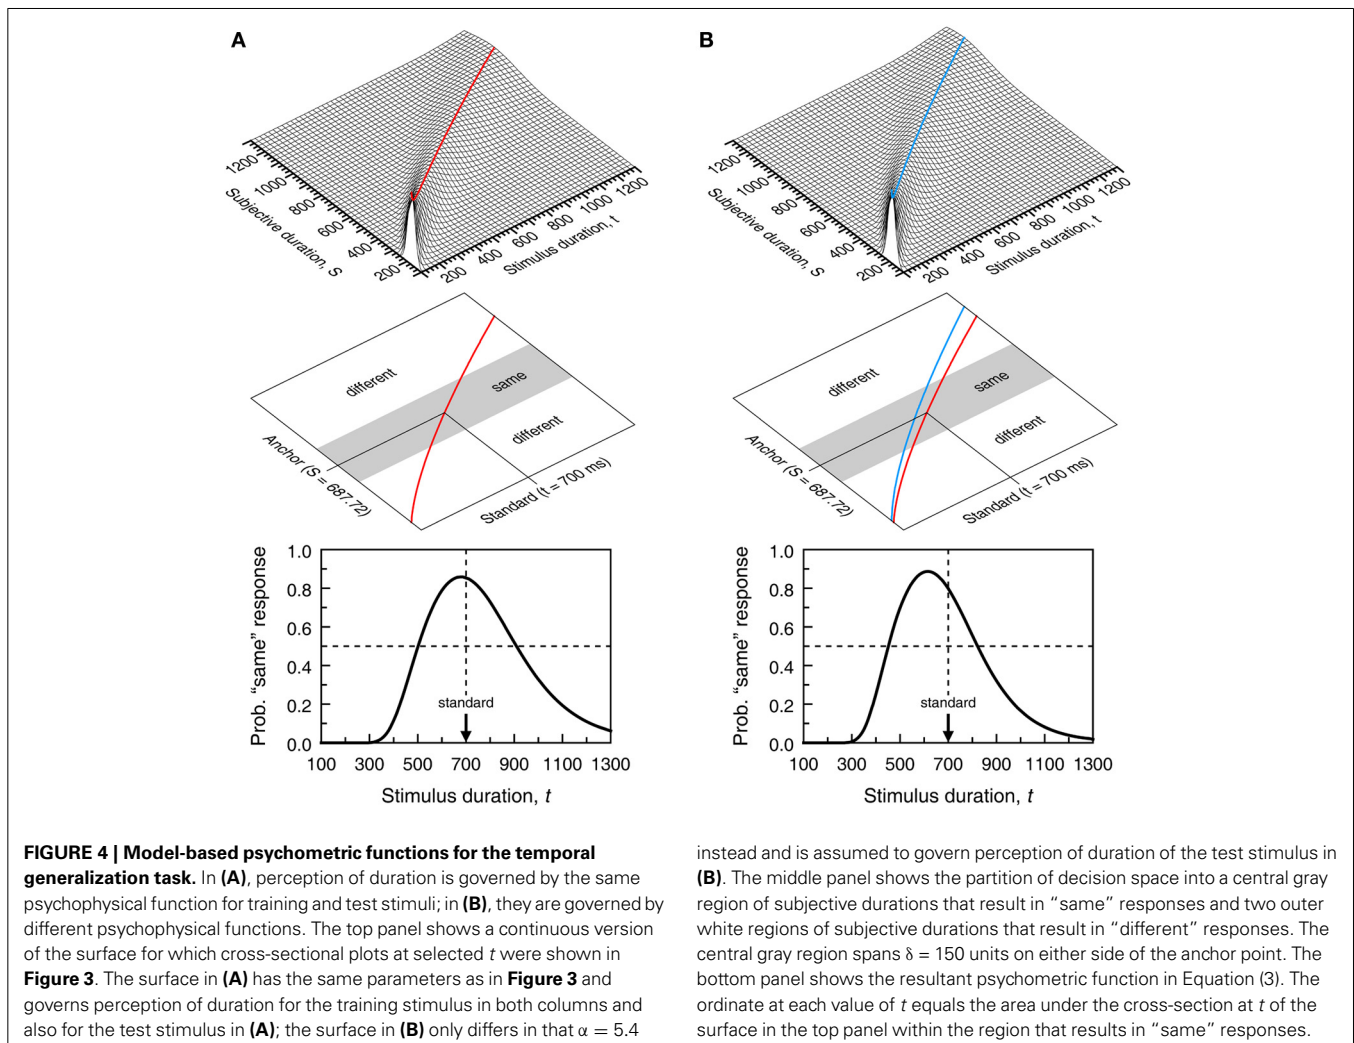 A
B
1200
1000
800
600
400
200
Subjective duration, S
200
400
600
800
1000
1200
Stimulus duration, t
1200
1000
800
600
400
200
Subjective duration, S
200
400
600
800
1000
1200
Stimulus duration, t
different
same
different
Anchor (S = 687.72)
Standard (t = 700 ms)
different
same
different
Anchor (S = 687.72)
Standard (t = 700 ms)
Prob. “same” response
1.0
0.8
0.6
0.4
0.2
0.0
standard
100 300 500 700 900 1100 1300
Stimulus duration, t
Prob. “same” response
1.0
0.8
0.6
0.4
0.2
0.0
standard
100 300 500 700 900 1100 1300
Stimulus duration, t
FIGURE 4 | Model-based psychometric functions for the temporal
generalization task. In (A), perception of duration is governed by the same
psychophysical function for training and test stimuli; in (B), they are governed by
different psychophysical functions. The top panel shows a continuous version
of the surface for which cross-sectional plots at selected t were shown in
Figure 3. The surface in (A) has the same parameters as in Figure 3 and
governs perception of duration for the training stimulus in both columns and
also for the test stimulus in (A); the surface in (B) only differs in that α = 5.4
instead and is assumed to govern perception of duration of the test stimulus in
(B). The middle panel shows the partition of decision space into a central gray
region of subjective durations that result in “same” responses and two outer
white regions of subjective durations that result in “different” responses. The
central gray region spans δ = 150 units on either side of the anchor point. The
bottom panel shows the resultant psychometric function in Equation (3). The
ordinate at each value of t equals the area under the cross-section at t of the
surface in the top panel within the region that results in “same” responses.